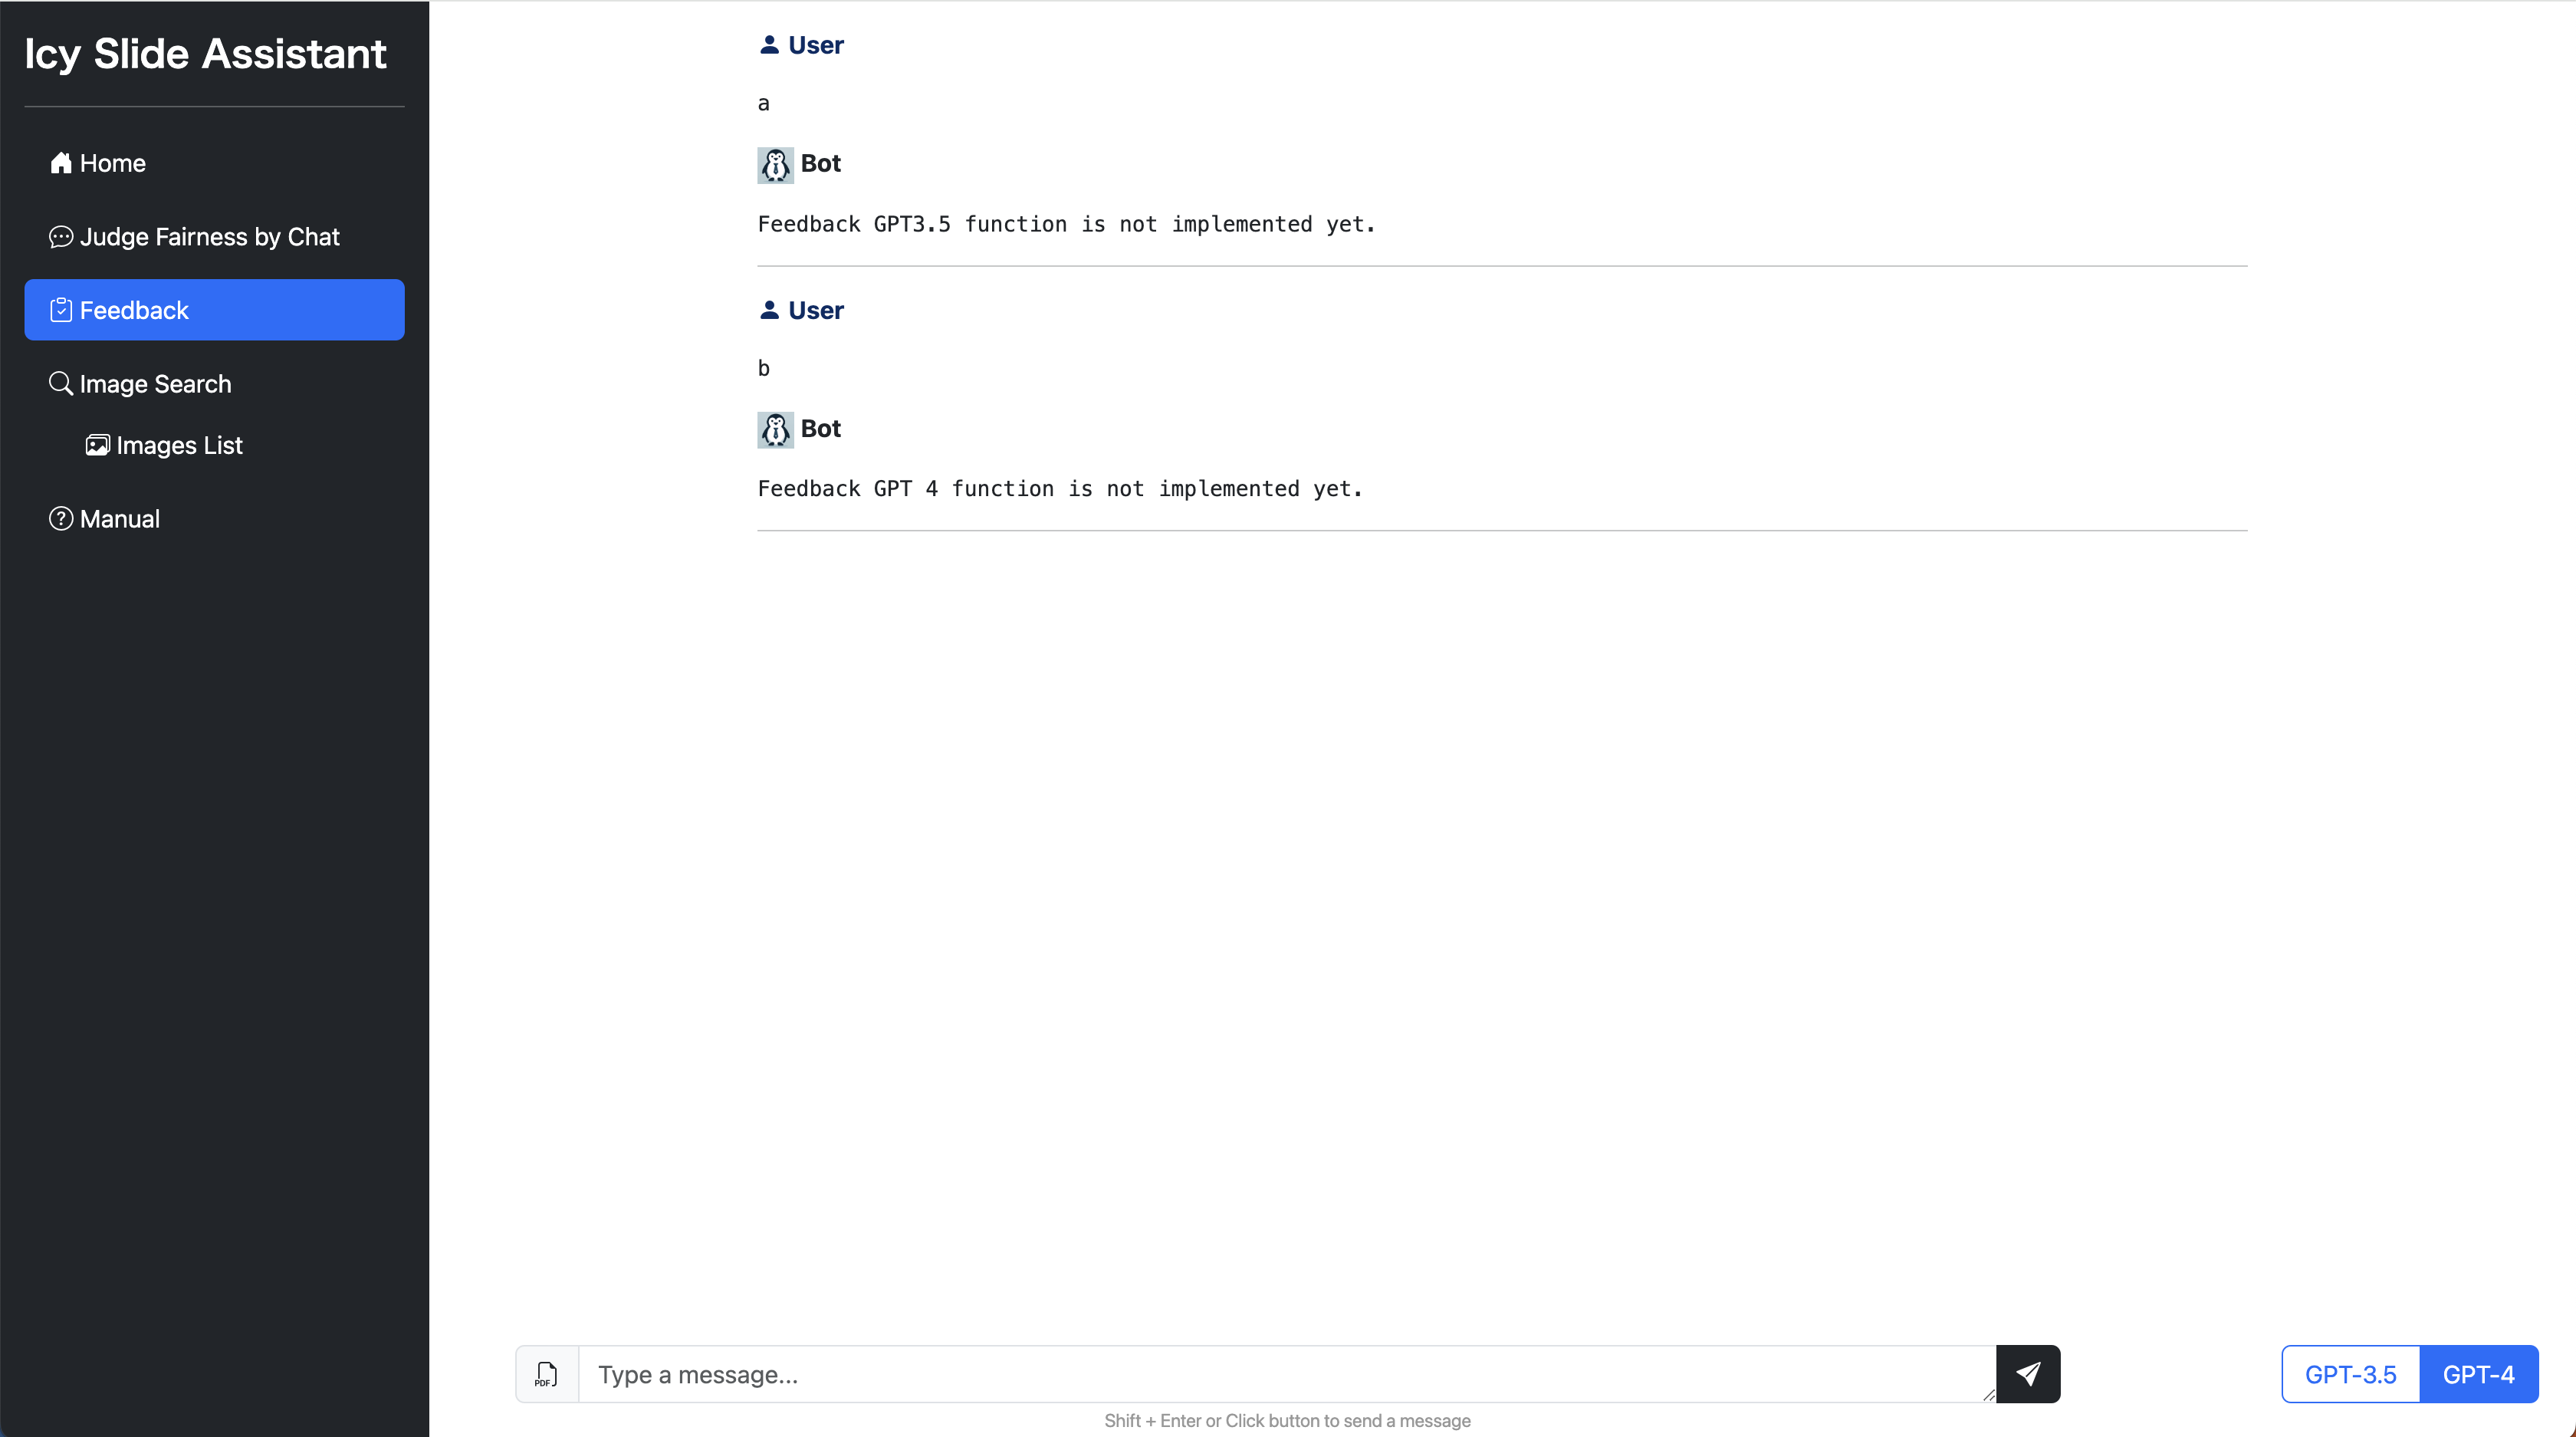 Icy Slide Assistant
Home
Judge Fairness by Chat
Feedback
Image Search
Images List
Manual
User
a
Bot
Feedback GPT3.5 function is not implemented yet.
User
b
Bot
Feedback GPT 4 function is not implemented yet.
PDF
Type a message...
GPT-3.5
GPT-4
Shift + Enter or Click button to send a message